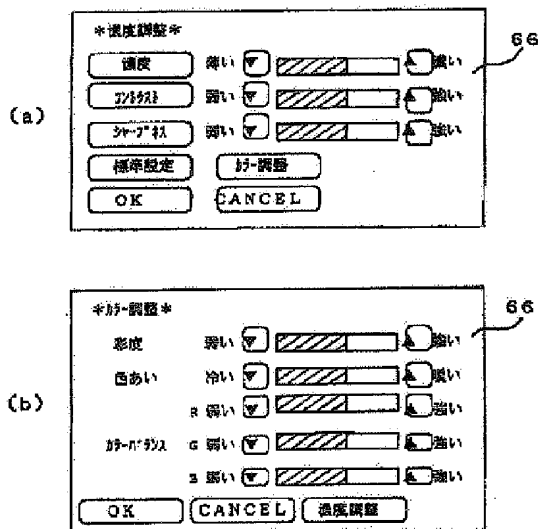 (a)
66
*濃度調整*
濃度 薄い ▼ ▲ 濃い
コントラスト 弱い ▼ ▲ 強い
シャープネス 弱い ▼ ▲ 強い
標準設定 カラー調整
OK CANCEL
(b)
66
*カラー調整*
彩度 弱い ▼ ▲ 強い
色あい 冷い ▼ ▲ 暖い
R 弱い ▼ ▲ 強い
カラーバランス G 弱い ▼ ▲ 強い
B 弱い ▼ ▲ 強い
OK CANCEL 濃度調整